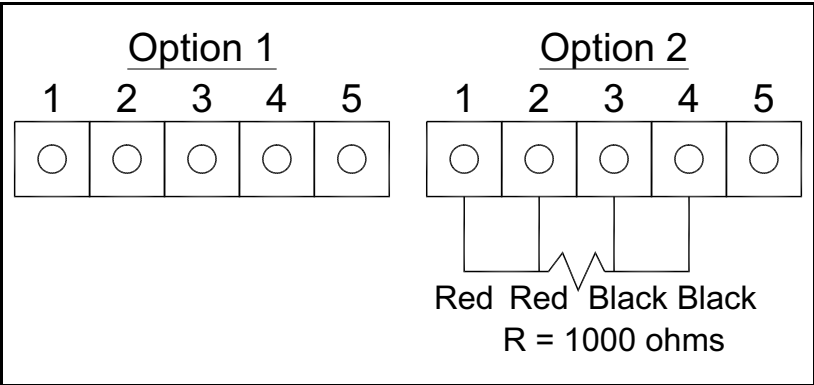 Option 1
1 2 3 4 5
Option 2
1 2 3 4 5
Red Red Black Black
R = 1000 ohms